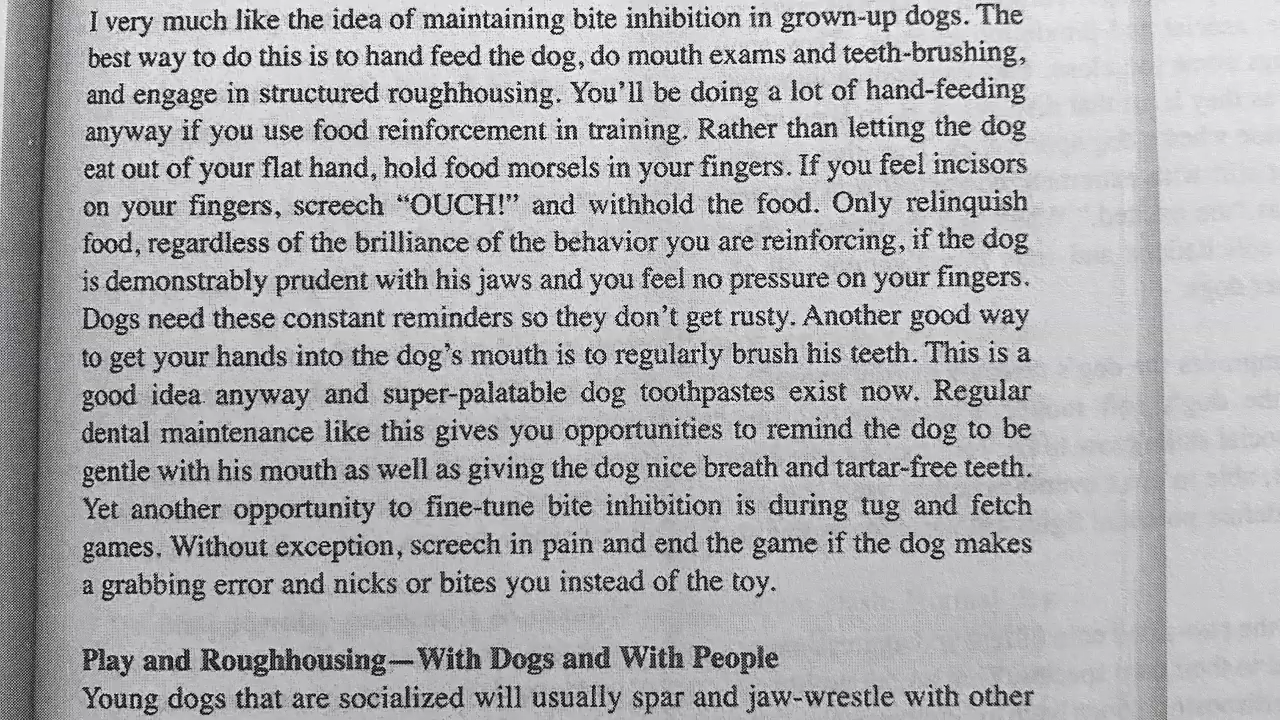 I very much like the idea of maintaining bite inhibition in grown-up dogs. The
best way to do this is to hand feed the dog, do mouth exams and teeth-brushing,
and engage in structured roughhousing. You’ll be doing a lot of hand-feeding
anyway if you use food reinforcement in training. Rather than letting the dog
eat out of your flat hand, hold food morsels in your fingers. If you feel incisors
on your fingers, screech “OUCH!” and withhold the food. Only relinquish
food, regardless of the brilliance of the behavior you are reinforcing, if the dog
is demonstrably prudent with his jaws and you feel no pressure on your fingers.
Dogs need these constant reminders so they don’t get rusty. Another good way
to get your hands into the dog’s mouth is to regularly brush his teeth. This is a
good idea anyway and super-palatable dog toothpastes exist now. Regular
dental maintenance like this gives you opportunities to remind the dog to be
gentle with his mouth as well as giving the dog nice breath and tartar-free teeth.
Yet another opportunity to fine-tune bite inhibition is during tug and fetch
games. Without exception, screech in pain and end the game if the dog makes
a grabbing error and nicks or bites you instead of the toy.
Play and Roughhousing—With Dogs and With People
Young dogs that are socialized will usually spar and jaw-wrestle with other